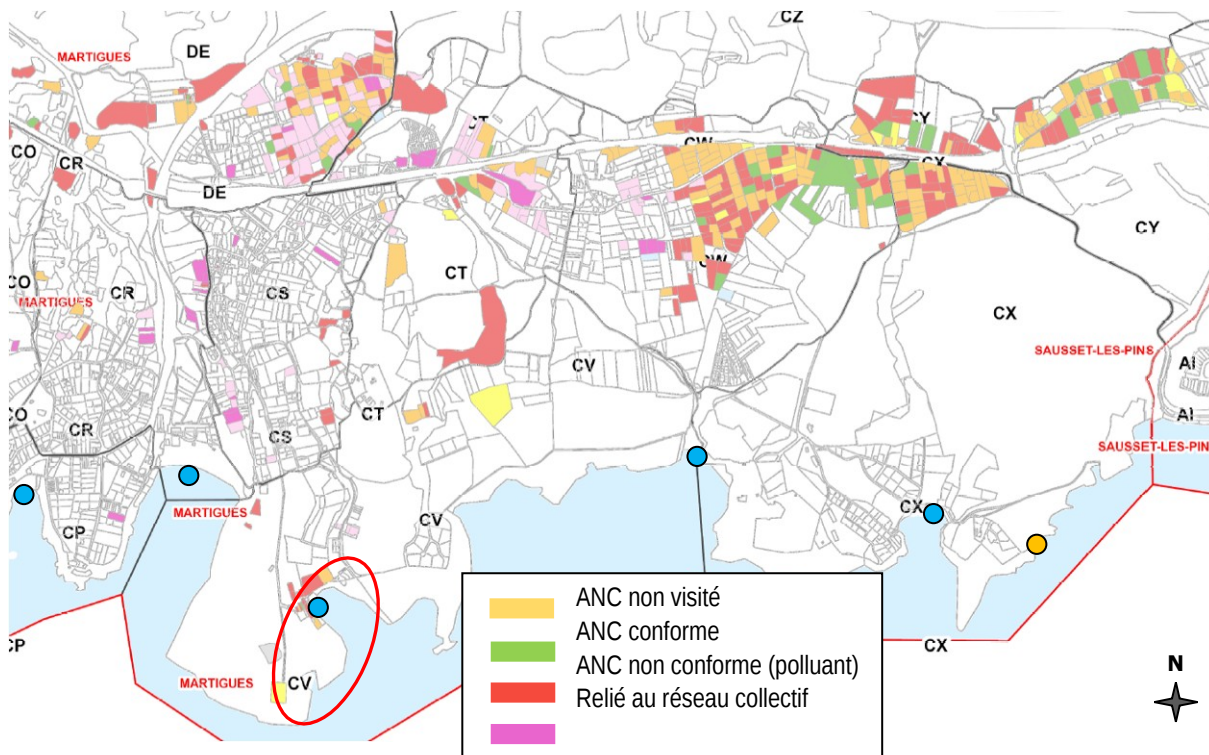 CZ
MARTIGUES
DE
CT
CY
CW
CX
CO
CR
DE
CY
CO
CR
MARTIGUES
CS
CT
CW
CX
SAUSSET-LES-PINS
CV
AI
CO
CR
CS
CT
AI
SAUSSET-LES-PIN
CP
MARTIGUES
CV
CX
ANC non visité
ANC conforme
ANC non conforme (polluant)
Relié au réseau collectif
CP
CX
MARTIGUES
CV
N